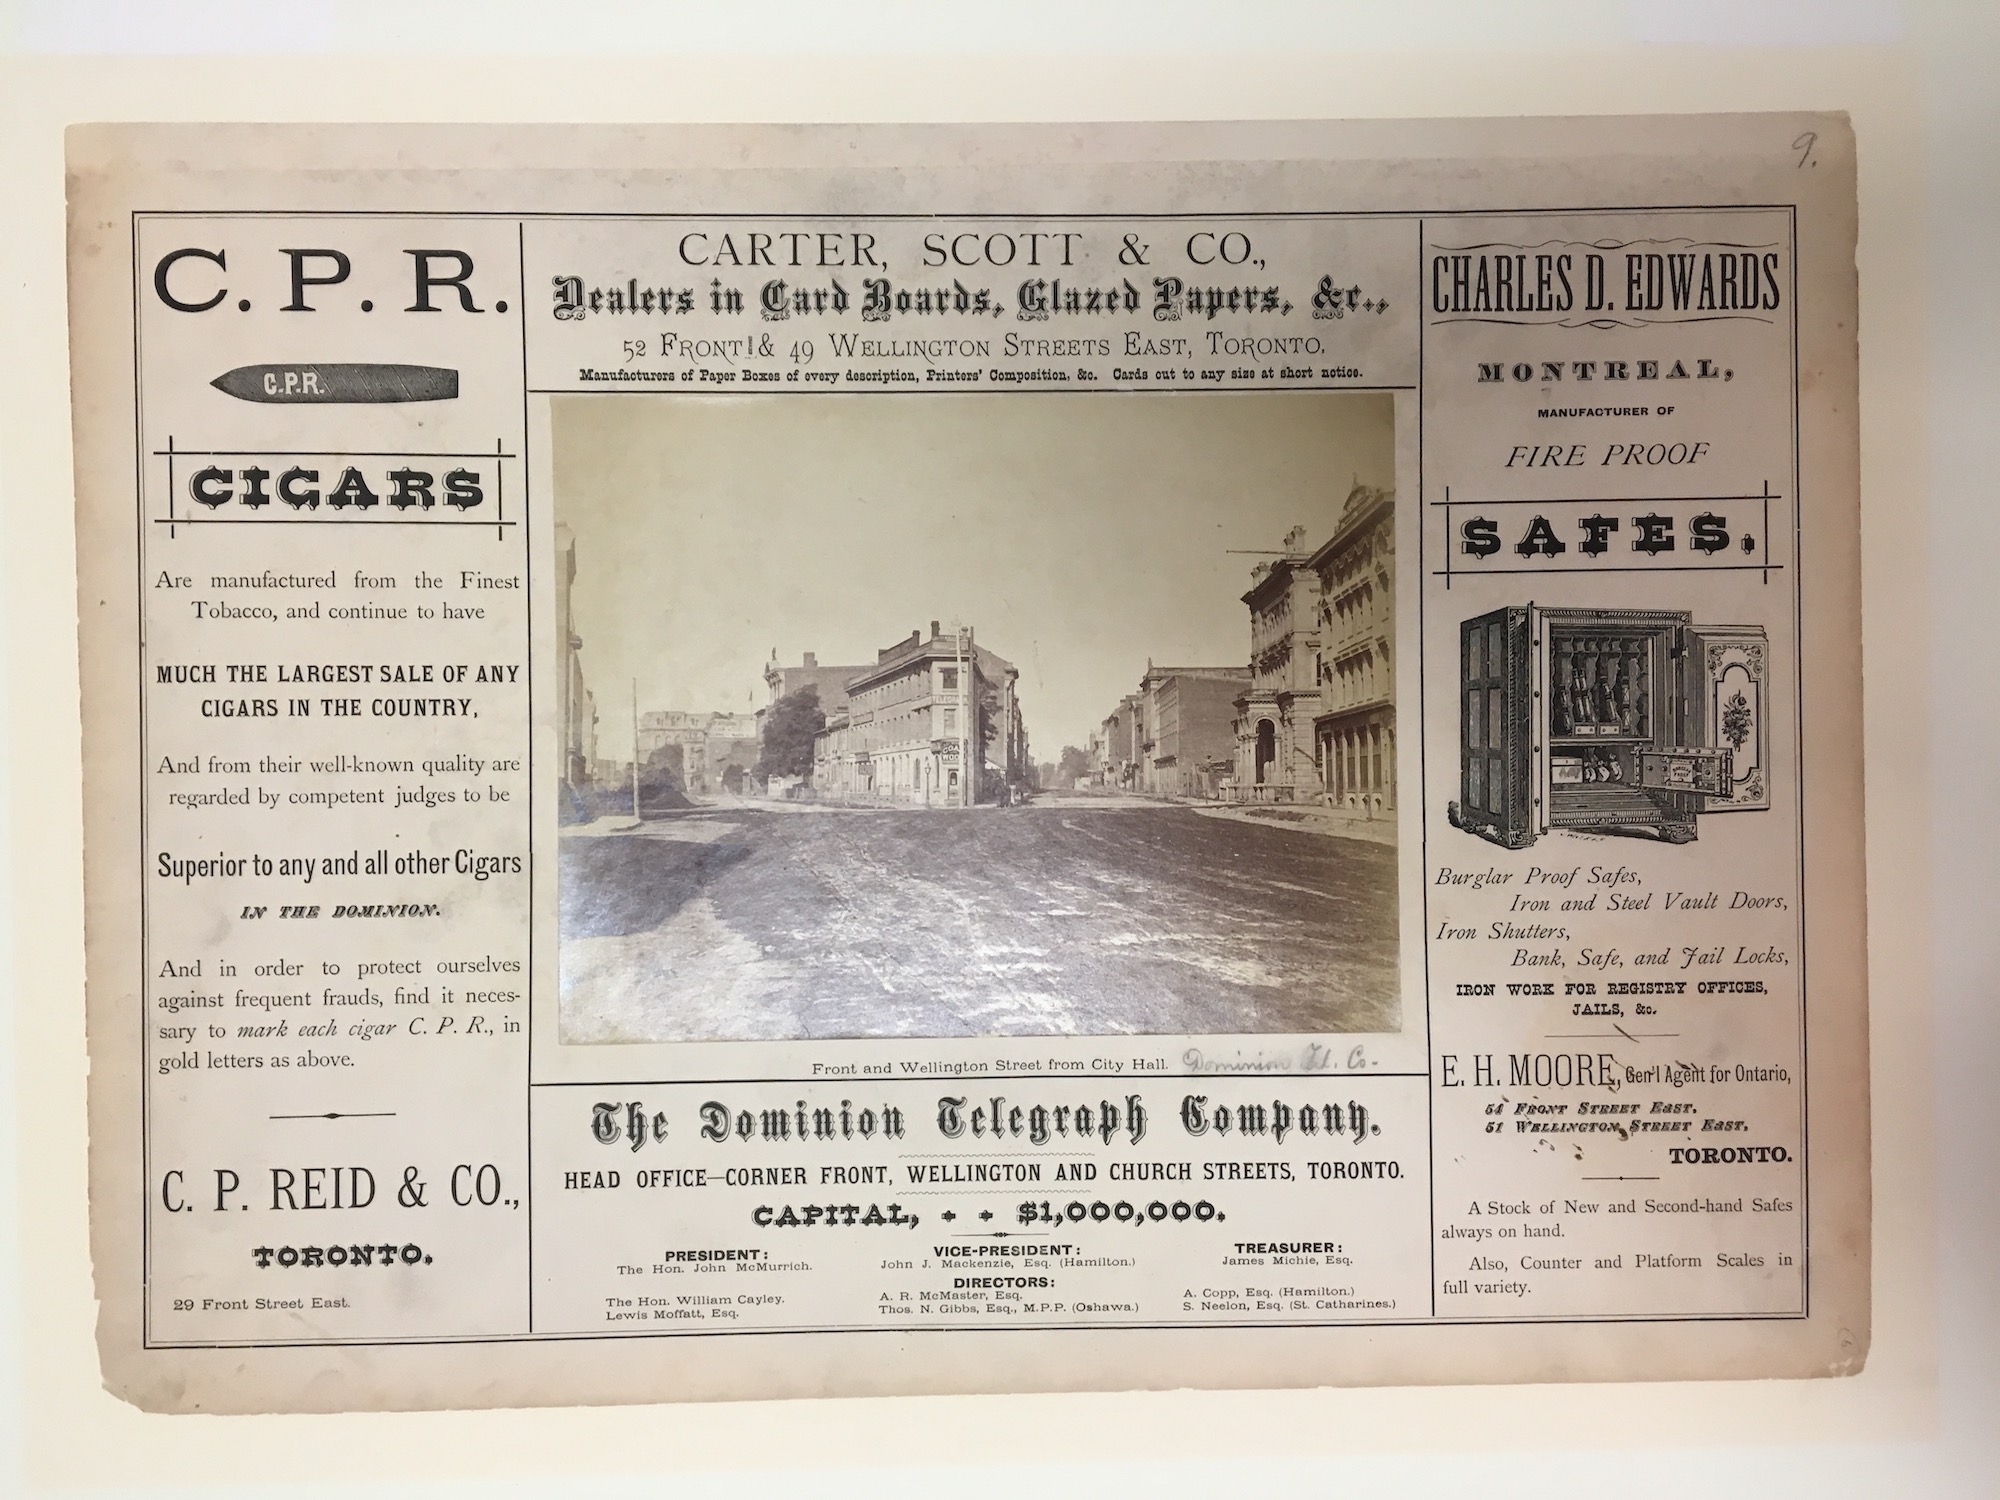 9.
C. P. R.
C.P.R.
CIGARS
Are manufactured from the Finest
Tobacco, and continue to have
MUCH THE LARGEST SALE OF ANY
CIGARS IN THE COUNTRY,
And from their well-known quality are
regarded by competent judges to be
Superior to any and all other Cigars
IN THE DOMINION.
And in order to protect ourselves
against frequent frauds, find it neces-
sary to mark each cigar C. P. R., in
gold letters as above.
C. P. REID & CO.,
TORONTO.
29 Front Street East.
CARTER, SCOTT & CO.,
Dealers in Card Boards, Glazed Papers, &c.,
52 FRONT & 49 WELLINGTON STREETS EAST, TORONTO.
Manufacturers of Paper Boxes of every description, Printers' Composition, &c. Cards cut to any size at short notice.
Front and Wellington Street from City Hall. Dominion Co-
The Dominion Telegraph Company.
HEAD OFFICE—CORNER FRONT, WELLINGTON AND CHURCH STREETS, TORONTO.
CAPITAL, $1,000,000.
PRESIDENT:
The Hon. John McMurrich.
VICE-PRESIDENT:
John J. Mackenzie, Esq. (Hamilton.)
TREASURER:
James Michie, Esq.
DIRECTORS:
The Hon. William Cayley.
Lewis Moffatt, Esq.
A. R. McMaster, Esq.
Thos. N. Gibbs, Esq., M.P.P. (Oshawa.)
A. Copp, Esq. (Hamilton.)
S. Neelon, Esq. (St. Catharines.)
CHARLES D. EDWARDS
MONTREAL,
MANUFACTURER OF
FIRE PROOF
SAFES.
Burglar Proof Safes,
Iron and Steel Vault Doors,
Iron Shutters,
Bank, Safe, and Jail Locks,
IRON WORK FOR REGISTRY OFFICES,
JAILS, &c.
E. H. MOORE, Gen'l Agent for Ontario,
54 FRONT STREET EAST.
51 WELLINGTON STREET EAST.
TORONTO.
A Stock of New and Second-hand Safes
always on hand.
Also, Counter and Platform Scales in
full variety.